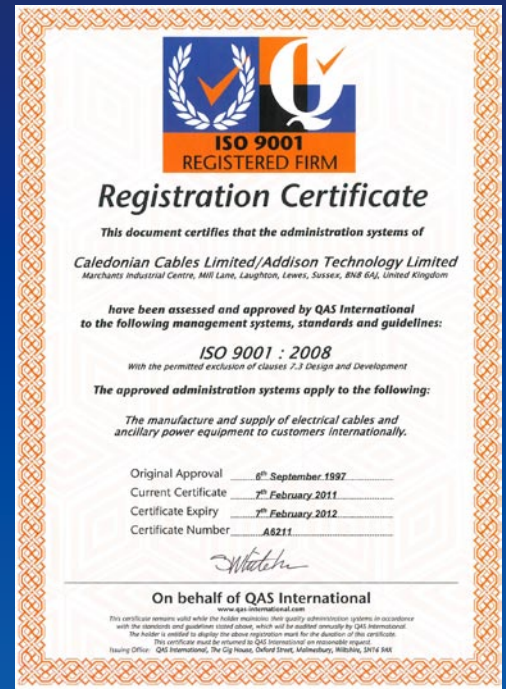 ISO 9001
REGISTERED FIRM
Registration Certificate
This document certifies that the administration systems of
Caledonian Cables Limited/Addison Technology Limited
Marchants Industrial Centre, Mill Lane, Laughton, Lewes, Sussex, BN8 6AJ, United Kingdom
have been assessed and approved by QAS International
to the following management systems, standards and guidelines:
ISO 9001 : 2008
With the permitted exclusion of clauses 7.3 Design and Development
The approved administration systems apply to the following:
The manufacture and supply of electrical cables and
ancillary power equipment to customers internationally.
Original Approval 6th September 1997
Current Certificate 7th February 2011
Certificate Expiry 7th February 2012
Certificate Number A6211
On behalf of QAS International
www.qas-international.com
This certificate remains valid while the holder maintains their quality administration systems in accordance
with the standards and guidelines stated above, which will be audited annually by QAS International.
The holder is entitled to display the above registration mark for the duration of this certificate.
This certificate must be returned to QAS International on reasonable request.
Issuing Office: QAS International, The Gig House, Oxford Street, Malmesbury, Wiltshire, SN16 9AX